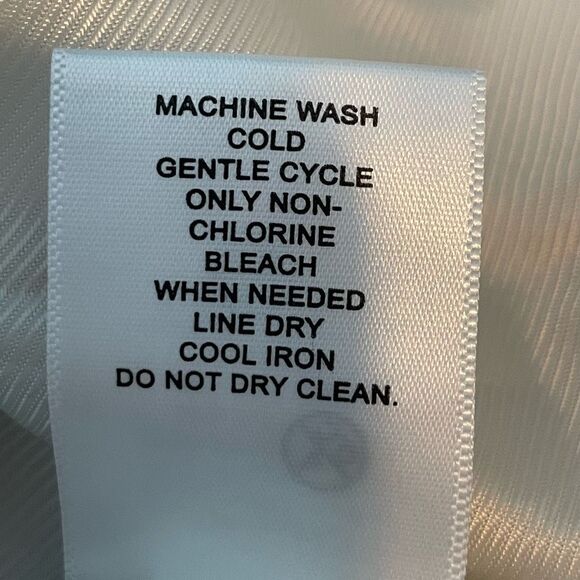 MACHINE WASH
COLD
GENTLE CYCLE
ONLY NON-
CHLORINE
BLEACH
WHEN NEEDED
LINE DRY
COOL IRON
DO NOT DRY CLEAN.